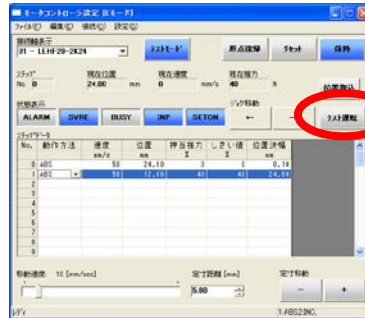 モータコントローラ設定 [Eモード]
ファイル(F) 編集(E) 接続(C) 設定(G)
接続軸表示
01 - LEHF20-2K24 テストモード 原点復帰 リセット 保持
ステップ 現在位置 現在速度 現在推力
No. 0 24.00 mm 0 mm/s 40 % 位置取込
状態表示 ジョグ移動
ALARM SVRE BUSY INP SETON ← テスト運転
ステップデータ
No. 動作方法 速度 位置 押当推力 しきい値 位置決幅
mm/s mm % % mm
0 ABS 50 24.10 0 0 0.10
1 ABS 50 12.00 40 40 24.00
2
3
4
5
6
7
8
9
移動速度 10 [mm/sec] 定寸距離 [mm] 定寸移動
5.00 - +
レディ